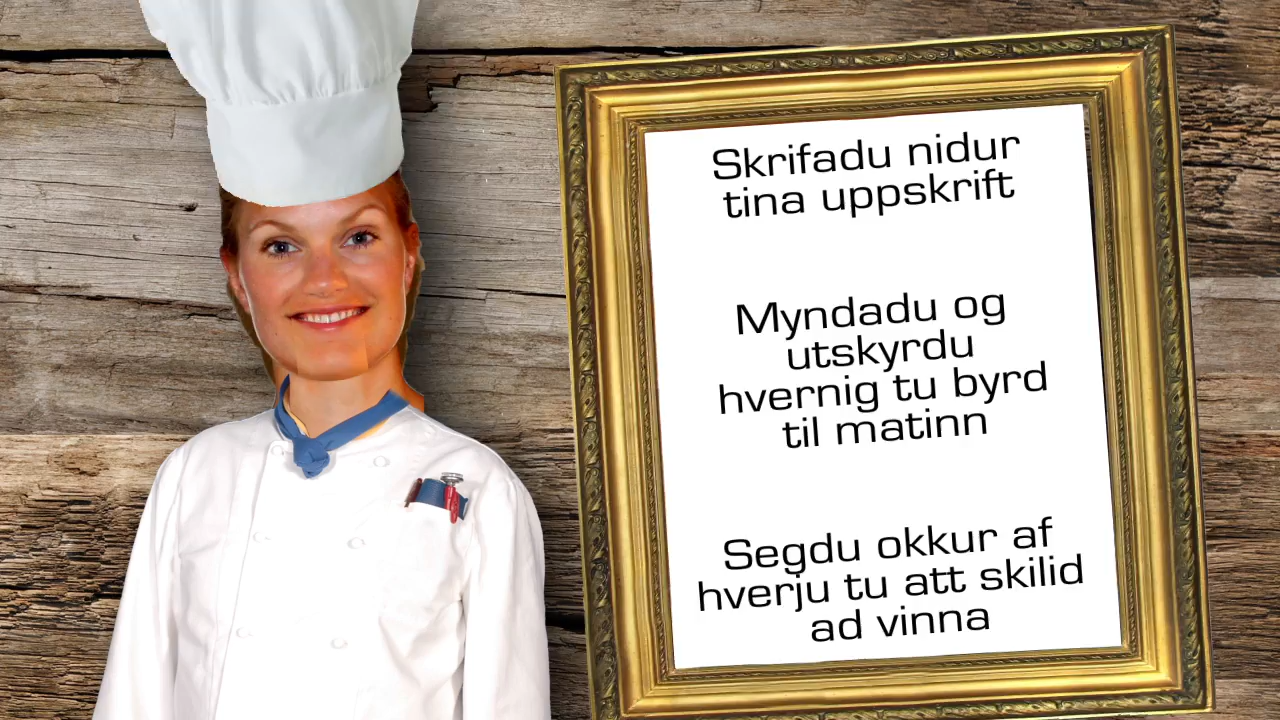 Skrifadu nidur
tina uppskrift
Myndadu og
utskyrdu
hvernig tu byrd
til matinn
Segdu okkur af
hverju tu att skilid
ad vinna